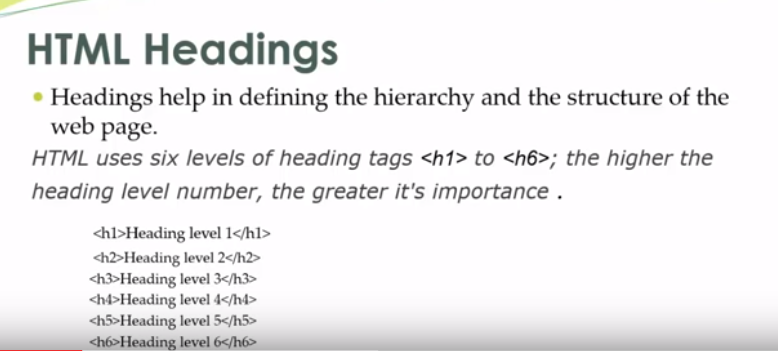 HTML Headings
• Headings help in defining the hierarchy and the structure of the
web page.
HTML uses six levels of heading tags <h1> to <h6>; the higher the
heading level number, the greater it's importance .
<h1>Heading level 1</h1>
<h2>Heading level 2</h2>
<h3>Heading level 3</h3>
<h4>Heading level 4</h4>
<h5>Heading level 5</h5>
<h6>Heading level 6</h6>